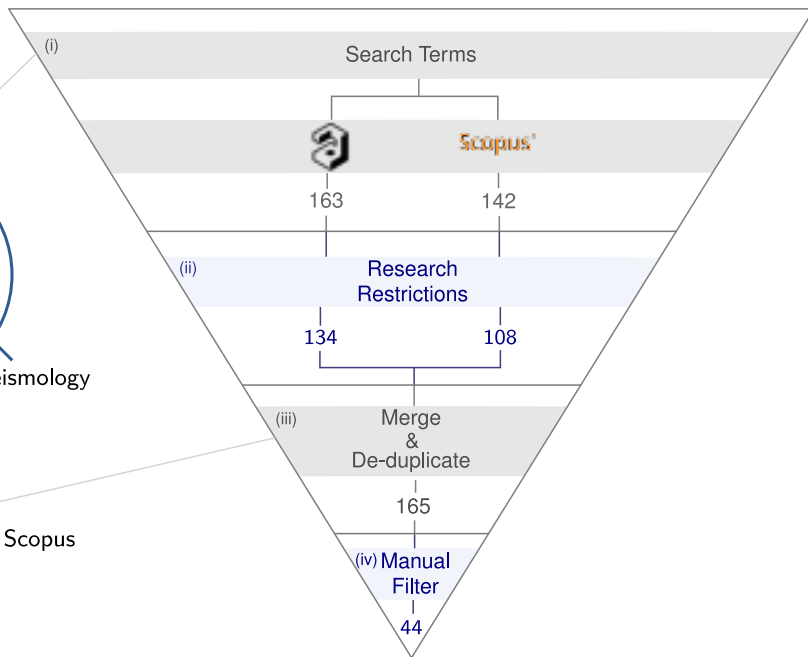 (i)
Search Terms
Scopus
163 142
(ii)
Research
Restrictions
134 108
eismology
(iii)
Merge
&
De-duplicate
165
Scopus
(iv) Manual
Filter
44